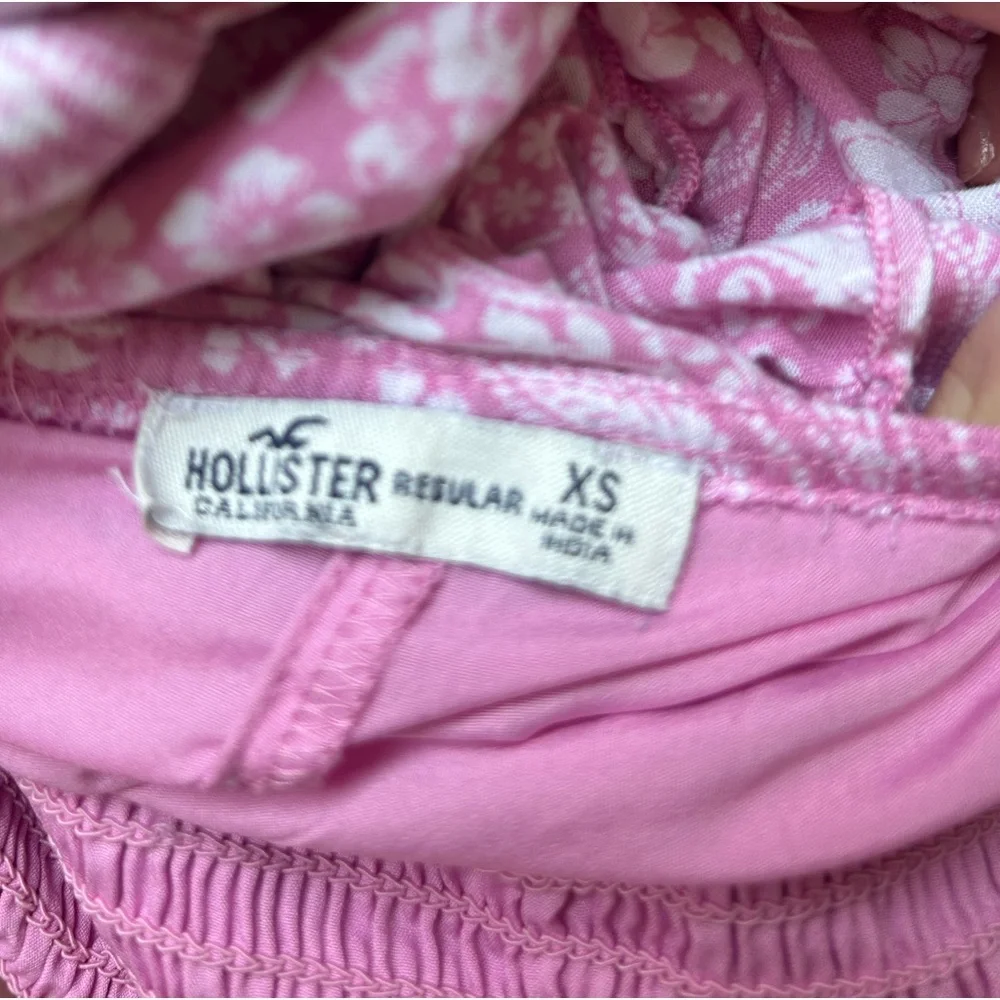 HOLLISTER REGULAR XS
CALIFORNIA
MADE IN
INDIA